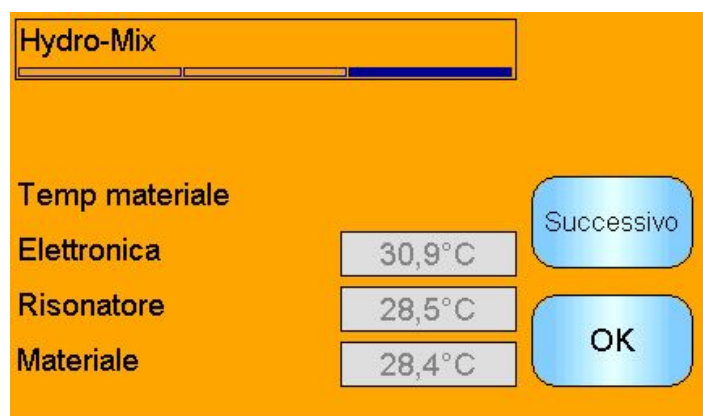 Hydro-Mix
Temp materiale
Successivo
Elettronica 30,9°C
Risonatore 28,5°C
OK
Materiale 28,4°C